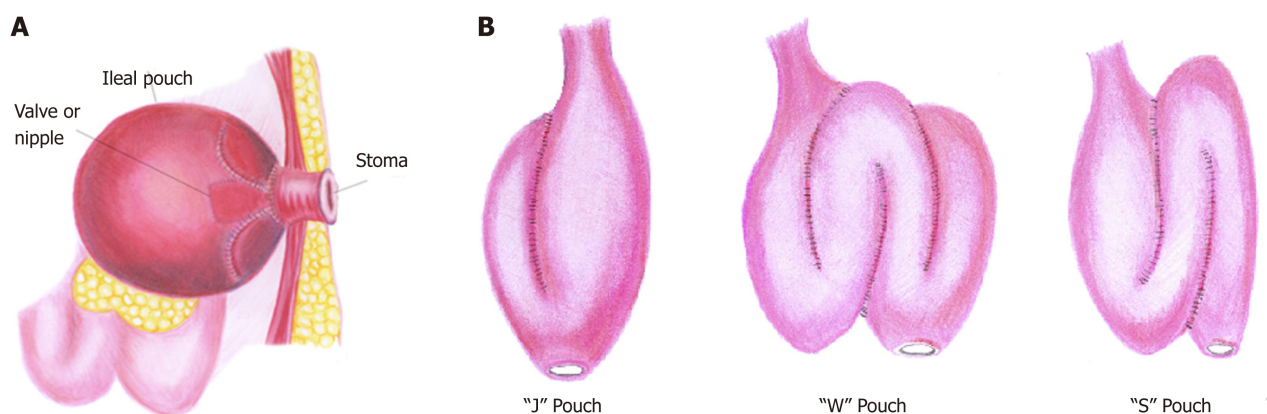 A
B
Ileal pouch
Valve or
nipple
Stoma
“J” Pouch
“W” Pouch
“S” Pouch